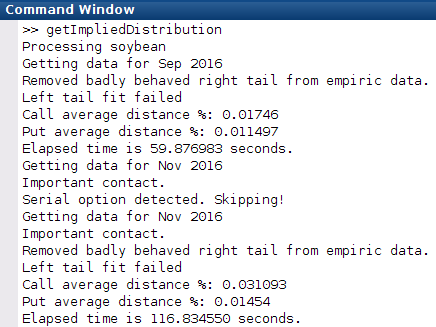 Command Window
>> getImpliedDistribution
Processing soybean
Getting data for Sep 2016
Removed badly behaved right tail from empiric data.
Left tail fit failed
Call average distance %: 0.01746
Put average distance %: 0.011497
Elapsed time is 59.876983 seconds.
Getting data for Nov 2016
Important contact.
Serial option detected. Skipping!
Getting data for Nov 2016
Important contact.
Removed badly behaved right tail from empiric data.
Left tail fit failed
Call average distance %: 0.031093
Put average distance %: 0.01454
Elapsed time is 116.834550 seconds.